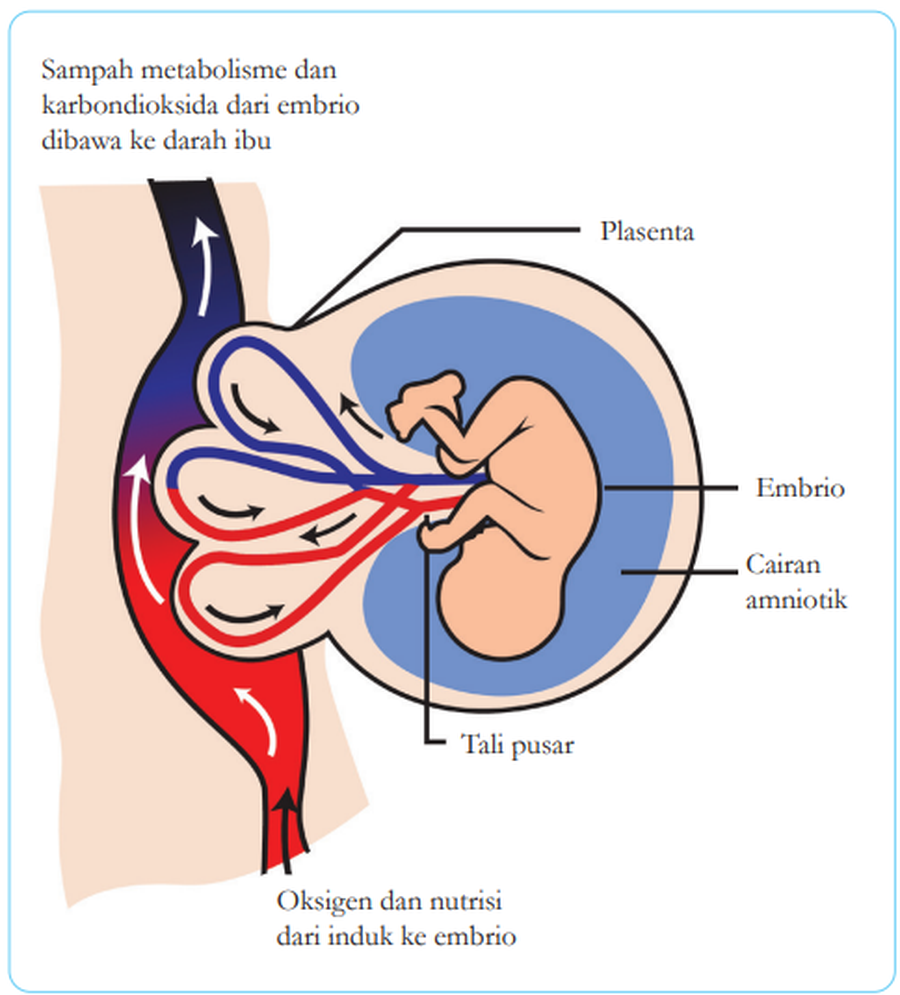 Sampah metabolisme dan
karbondioksida dari embrio
dibawa ke darah ibu
Plasenta
Embrio
Cairan
amniotik
Tali pusar
Oksigen dan nutrisi
dari induk ke embrio